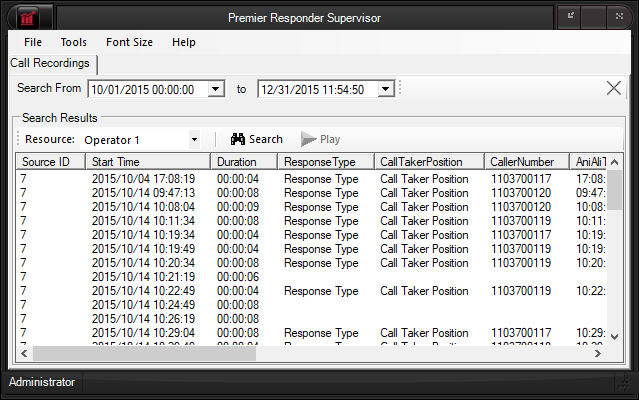 Premier Responder Supervisor
File Tools Font Size Help
Call Recordings
Search From 10/01/2015 00:00:00 to 12/31/2015 11:54:50
Search Results
Resource: Operator 1 Search Play
Source ID Start Time Duration ResponseType CallTakerPosition CallerNumber AniAliT
7 2015/10/04 17:08:19 00:00:04 Response Type Call Taker Position 1103700117 17:08:
7 2015/10/14 09:47:13 00:00:08 Response Type Call Taker Position 1103700120 09:47:
7 2015/10/14 10:08:04 00:00:09 Response Type Call Taker Position 1103700120 10:08:
7 2015/10/14 10:11:34 00:00:08 Response Type Call Taker Position 1103700119 10:11:
7 2015/10/14 10:19:34 00:00:04 Response Type Call Taker Position 1103700117 10:19:
7 2015/10/14 10:19:49 00:00:04 Response Type Call Taker Position 1103700119 10:19:
7 2015/10/14 10:20:34 00:00:08 Response Type Call Taker Position 1103700119 10:20:
7 2015/10/14 10:21:19 00:00:06
7 2015/10/14 10:22:49 00:00:04 Response Type Call Taker Position 1103700119 10:22:
7 2015/10/14 10:24:49 00:00:08
7 2015/10/14 10:26:19 00:00:08
7 2015/10/14 10:29:04 00:00:08 Response Type Call Taker Position 1103700117 10:29:
Administrator